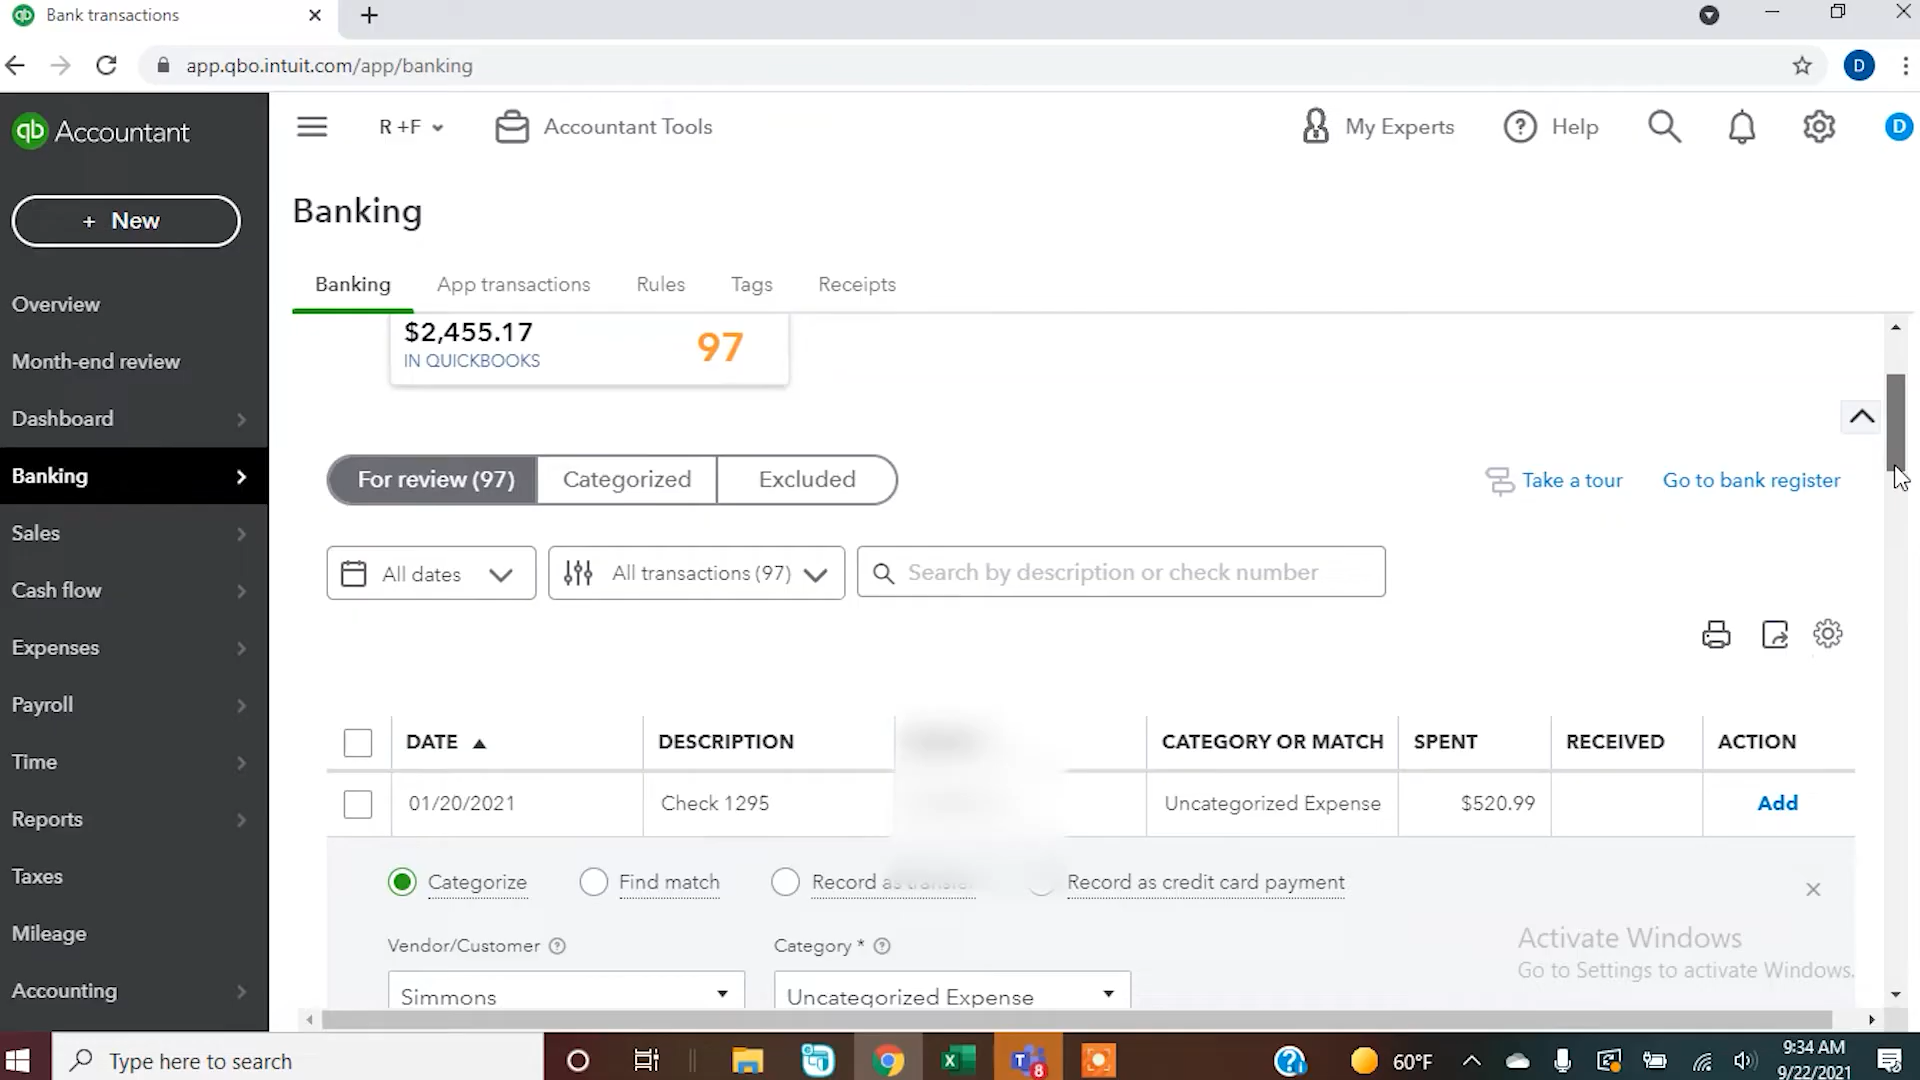 Bank transactions
app.qbo.intuit.com/app/banking
D
qb Accountant
R +F
Accountant Tools
My Experts
Help
D
+ New
Overview
Month-end review
Dashboard
Banking
Sales
Cash flow
Expenses
Payroll
Time
Reports
Taxes
Mileage
Accounting
Banking
Banking App transactions Rules Tags Receipts
$2,455.17
IN QUICKBOOKS
97
For review (97) Categorized Excluded
Take a tour
Go to bank register
All dates
All transactions (97)
Search by description or check number
DATE DESCRIPTION CATEGORY OR MATCH SPENT RECEIVED ACTION
01/20/2021 Check 1295 Uncategorized Expense $520.99 Add
Categorize Find match Record as transfer Record as credit card payment
Vendor/Customer Category *
Simmons Uncategorized Expense
Activate Windows
Go to Settings to activate Windows.
Type here to search
8
60°F
9:34 AM
9/22/2021